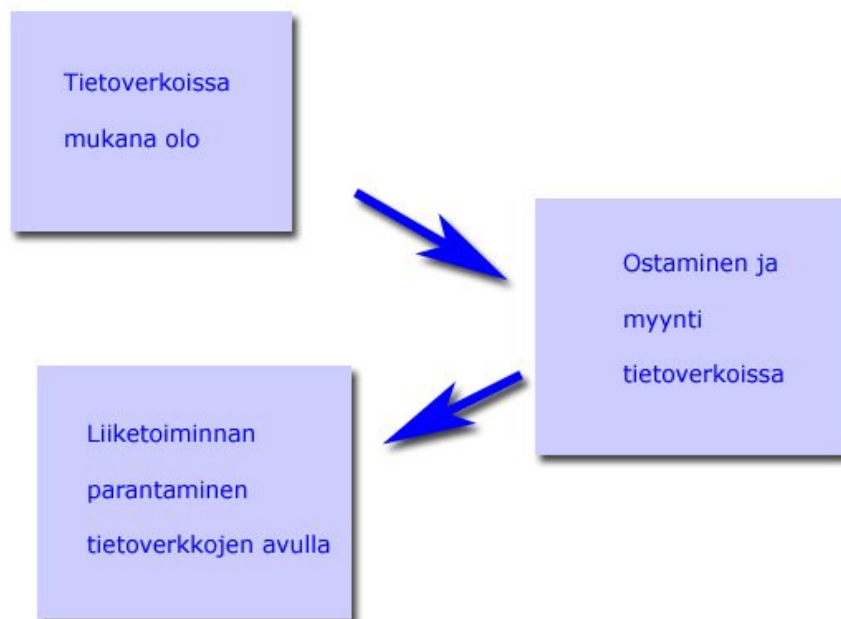 Tietoverkoissa
mukana olo
Ostaminen ja
myynti
tietoverkoissa
Liiketoiminnan
parantaminen
tietoverkkojen avulla